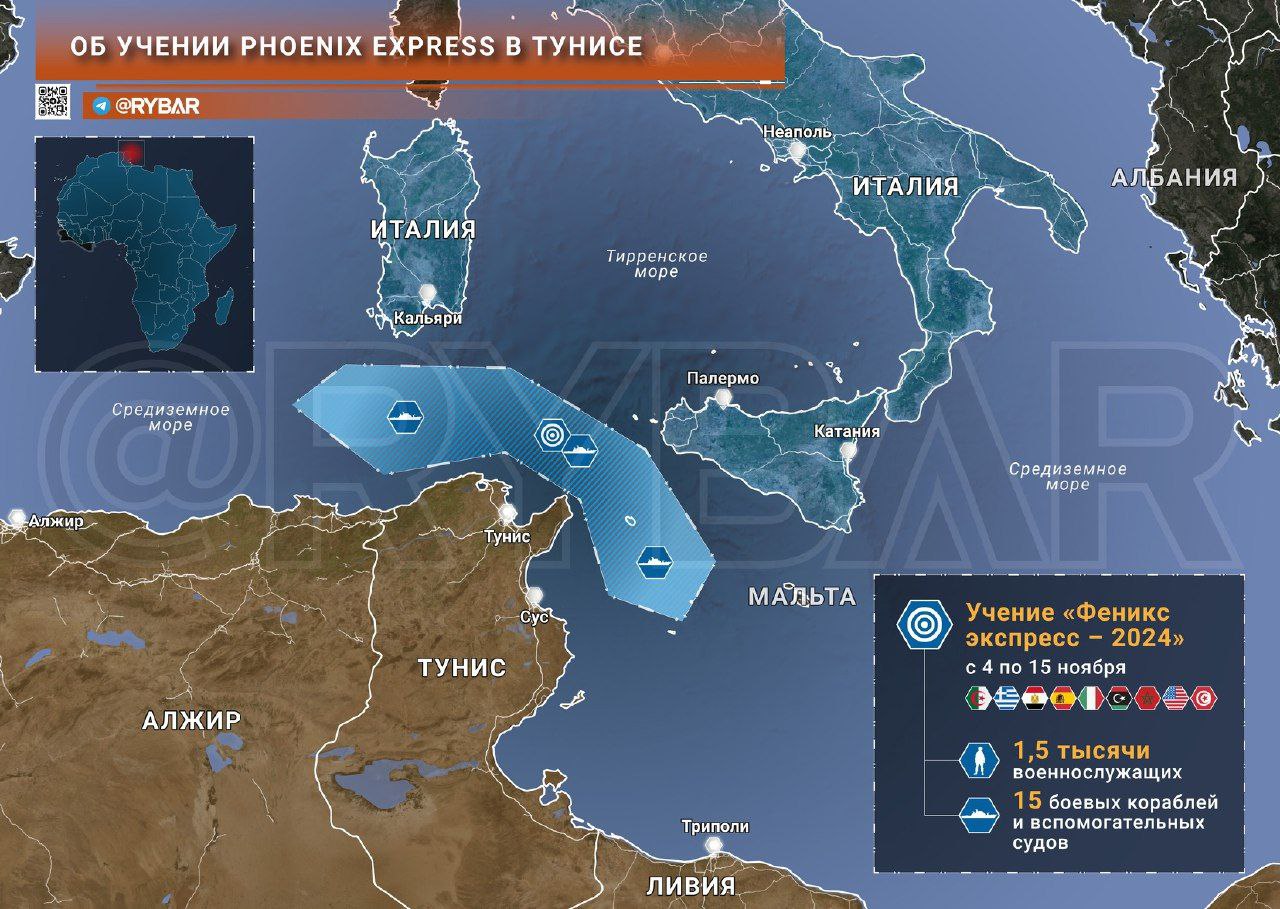 ОБ УЧЕНИИ PHOENIX EXPRESS В ТУНИСЕ
@RYBAR
Неаполь
ИТАЛИЯ
АЛБАНИЯ
ИТАЛИЯ
Тирренское
море
Кальяри
Средиземное
море
Палермо
Катания
Средиземное
море
@RYBAR
Алжир
Тунис
Сус
МАЛЬТА
ТУНИС
АЛЖИР
Триполи
ЛИВИЯ
Учение «Феникс
экспресс – 2024»
с 4 по 15 ноября
1,5 тысячи
военнослужащих
15 боевых кораблей
и вспомогательных
судов